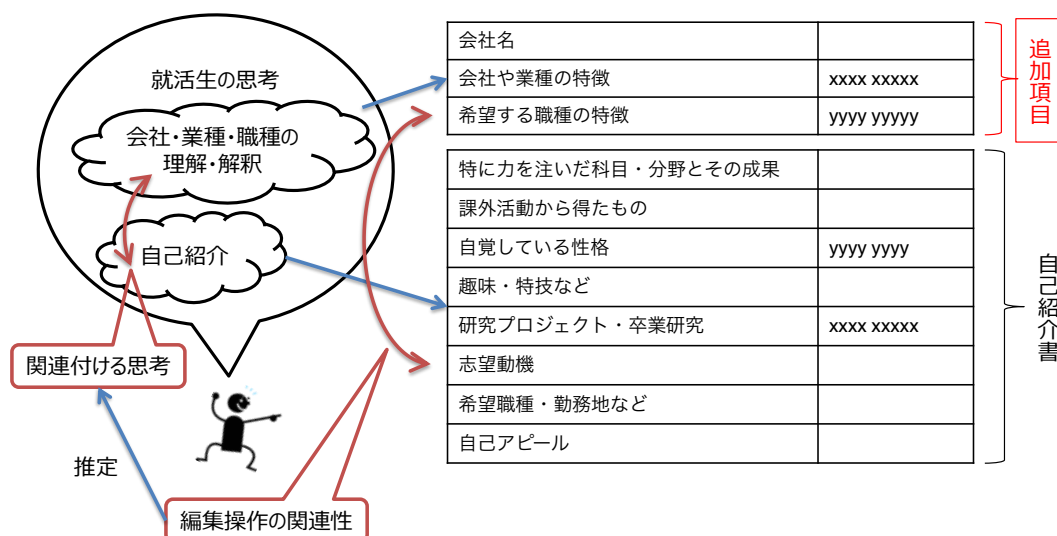 就活生の思考
会社・業種・職種の
理解・解釈
自己紹介
関連付ける思考
推定
編集操作の関連性
会社名
会社や業種の特徴 xxxx xxxxx
希望する職種の特徴 yyyy yyyyy
追加項目
特に力を注いだ科目・分野とその成果
課外活動から得たもの
自覚している性格 yyyy yyyy
趣味・特技など
研究プロジェクト・卒業研究 xxxx xxxxx
志望動機
希望職種・勤務地など
自己アピール
自己紹介書